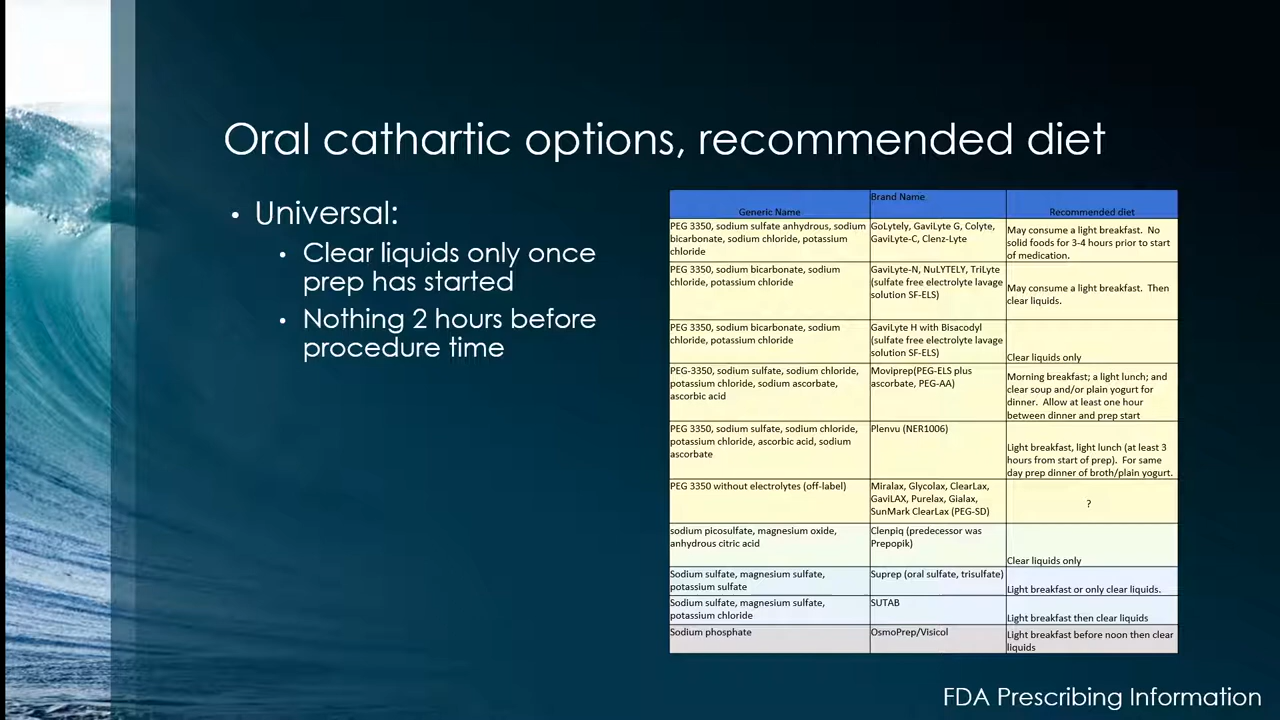 Oral cathartic options, recommended diet
• Universal:
• Clear liquids only once
prep has started
• Nothing 2 hours before
procedure time
Generic Name
Brand Name
Recommended diet
PEG 3350, sodium sulfate anhydrous, sodium
bicarbonate, sodium chloride, potassium
chloride
GoLytely, GaviLyte G, Colyte,
GaviLyte-C, Clenz-Lyte
May consume a light breakfast. No
solid foods for 3-4 hours prior to start
of medication.
PEG 3350, sodium bicarbonate, sodium
chloride, potassium chloride
GaviLyte-N, NuLYTELY, TriLyte
(sulfate free electrolyte lavage
solution SF-ELS)
May consume a light breakfast. Then
clear liquids.
PEG 3350, sodium bicarbonate, sodium
chloride, potassium chloride
GaviLyte H with Bisacodyl
(sulfate free electrolyte lavage
solution SF-ELS)
Clear liquids only
PEG-3350, sodium sulfate, sodium chloride,
potassium chloride, sodium ascorbate,
ascorbic acid
Moviprep(PEG-ELS plus
ascorbate, PEG-AA)
Morning breakfast; a light lunch; and
clear soup and/or plain yogurt for
dinner. Allow at least one hour
between dinner and prep start
PEG 3350, sodium sulfate, sodium chloride,
potassium chloride, ascorbic acid, sodium
ascorbate
Plenvu (NER1006)
Light breakfast, light lunch (at least 3
hours from start of prep). For same
day prep dinner of broth/plain yogurt.
PEG 3350 without electrolytes (off-label)
Miralax, Glycolax, ClearLax,
GaviLAX, Purelax, Gialax,
SunMark ClearLax (PEG-SD)
?
sodium picosulfate, magnesium oxide,
anhydrous citric acid
Clenpiq (predecessor was
Prepopik)
Clear liquids only
Sodium sulfate, magnesium sulfate,
potassium sulfate
Suprep (oral sulfate, trisulfate)
Light breakfast or only clear liquids.
Sodium sulfate, magnesium sulfate,
potassium chloride
SUTAB
Light breakfast then clear liquids
Sodium phosphate
OsmoPrep/Visicol
Light breakfast before noon then clear
liquids
FDA Prescribing Information